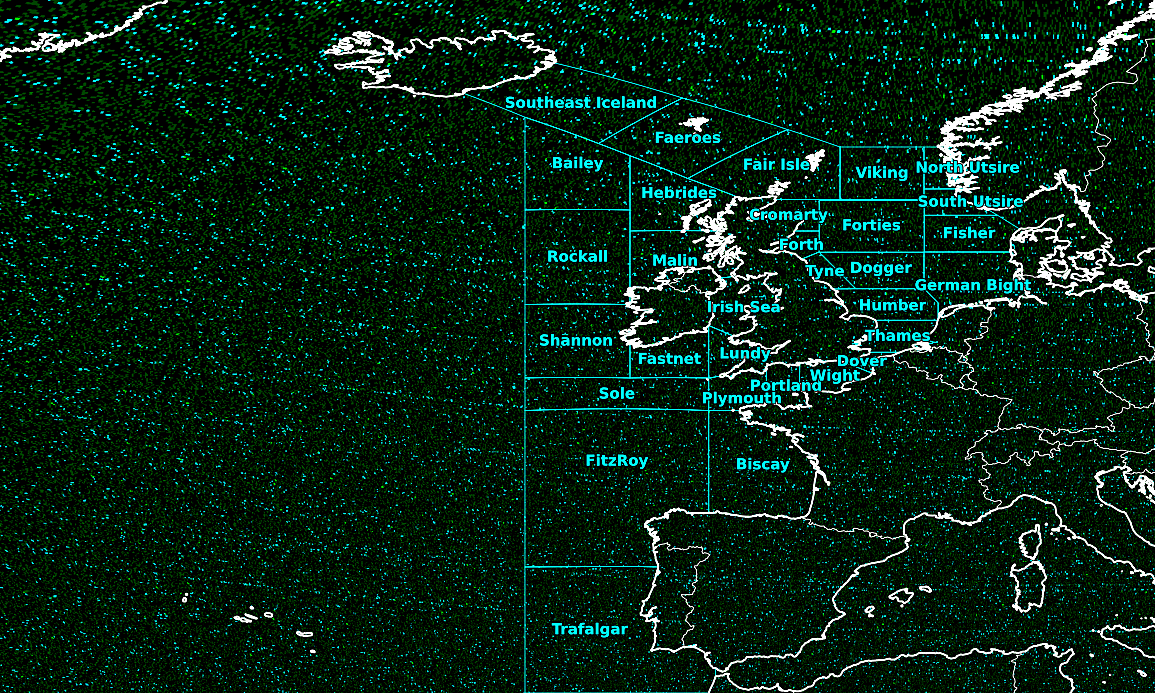 Southeast Iceland
Faeroes
Bailey
Fair Isle
Viking
North Utsire
Hebrides
South Utsire
Cromarty
Forties
Fisher
Forth
Rockall
Malin
Tyne
Dogger
German Bight
Irish Sea
Humber
Shannon
Thames
Fastnet
Lundy
Dover
Wight
Portland
Sole
Plymouth
FitzRoy
Biscay
Trafalgar